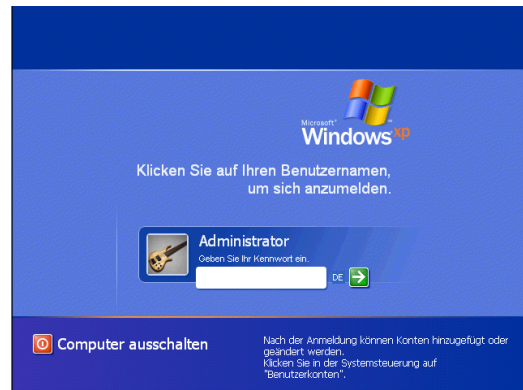 Microsoft®
Windows xp
Klicken Sie auf Ihren Benutzernamen,
um sich anzumelden.
Administrator
Geben Sie Ihr Kennwort ein.
DE
Computer ausschalten
Nach der Anmeldung können Konten hinzugefügt oder
geändert werden.
Klicken Sie in der Systemsteuerung auf
"Benutzerkonten".